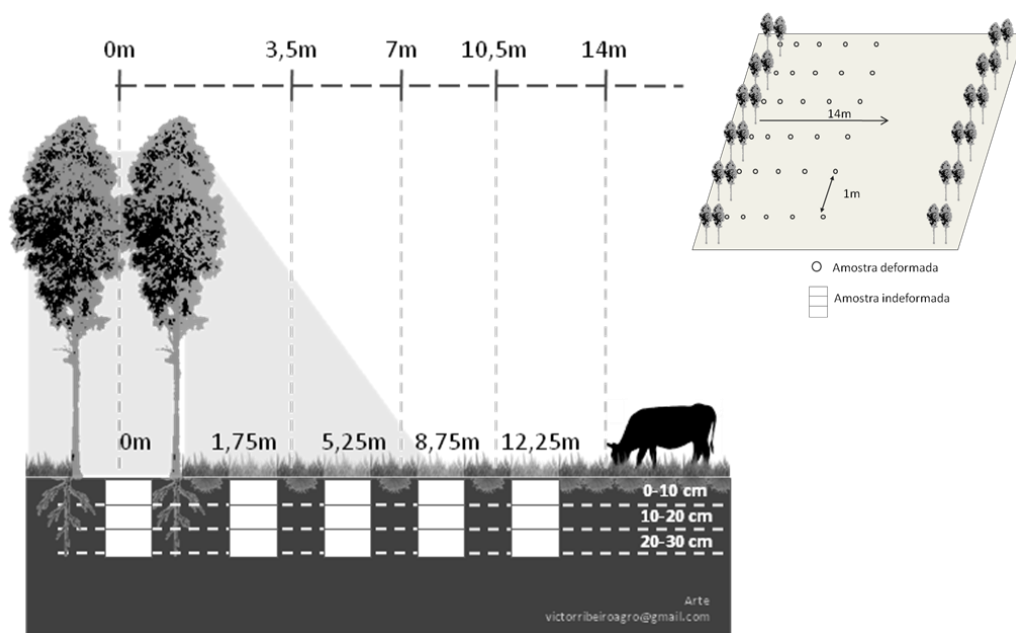 0m 3,5m 7m 10,5m 14m
0m 1,75m 5,25m 8,75m 12,25m
0-10 cm
10-20 cm
20-30 cm
Arte
victorribeiroagro@gmail.com
14m
1m
Amostra deformada
Amostra indeformada